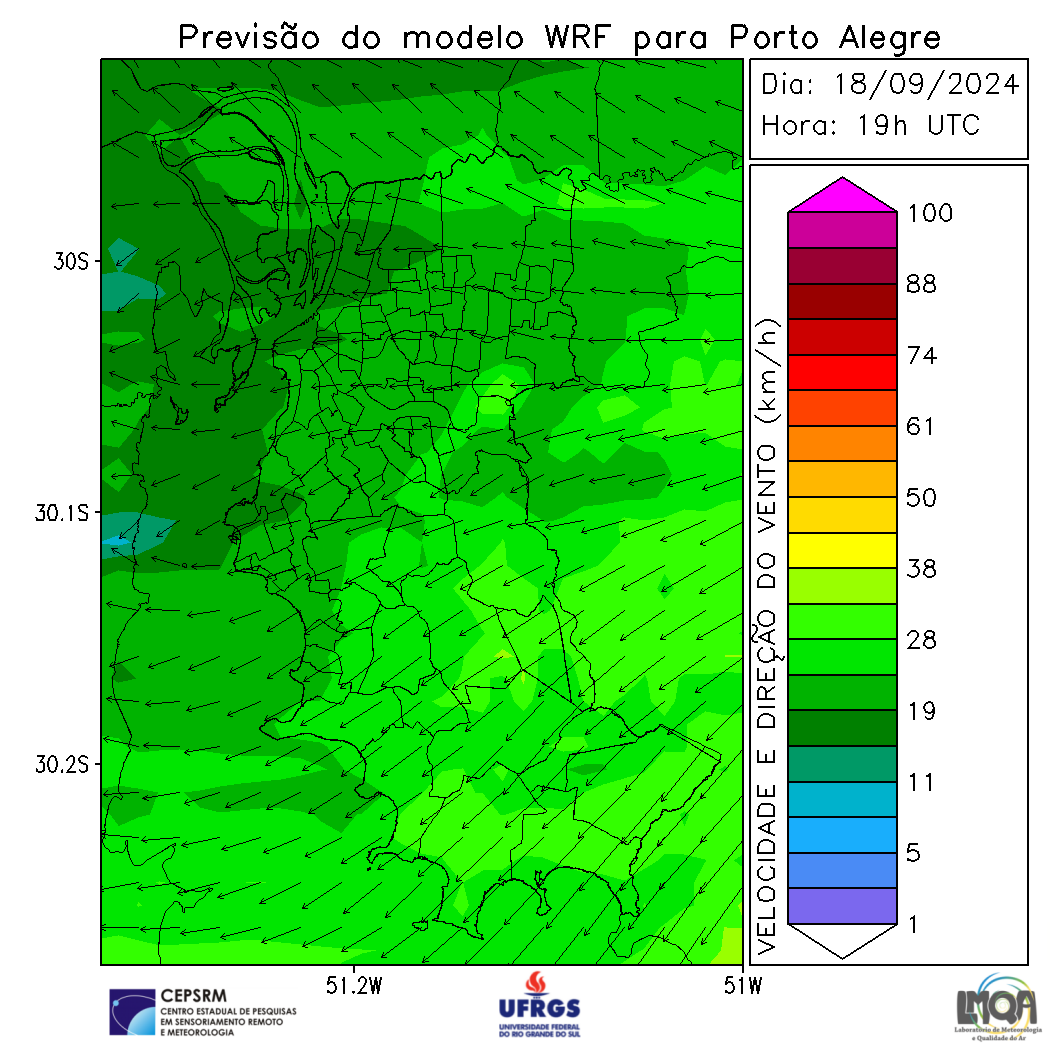 Previsão do modelo WRF para Porto Alegre
Dia: 18/09/2024
Hora: 19h UTC
30S
30.1S
30.2S
51.2W
51W
VELOCIDADE E DIREÇÃO DO VENTO (km/h)
100
88
74
61
50
38
28
19
11
5
1
CEPSRM
CENTRO ESTADUAL DE PESQUISAS
EM SENSORIAMENTO REMOTO
E METEOROLOGIA
UFRGS
UNIVERSIDADE FEDERAL
DO RIO GRANDE DO SUL
LMQA
Laboratório de Meteorologia
e Qualidade do Ar